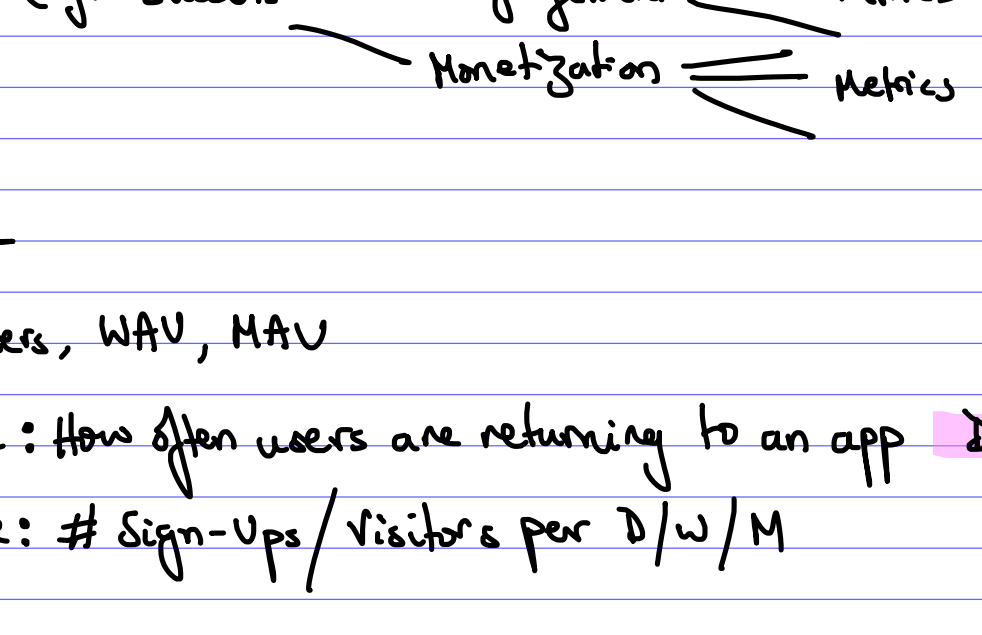 Monetization Metrics
ers, WAU, MAU
: How often users are returning to an app
: # Sign-Ups / Visitors per D/W/M